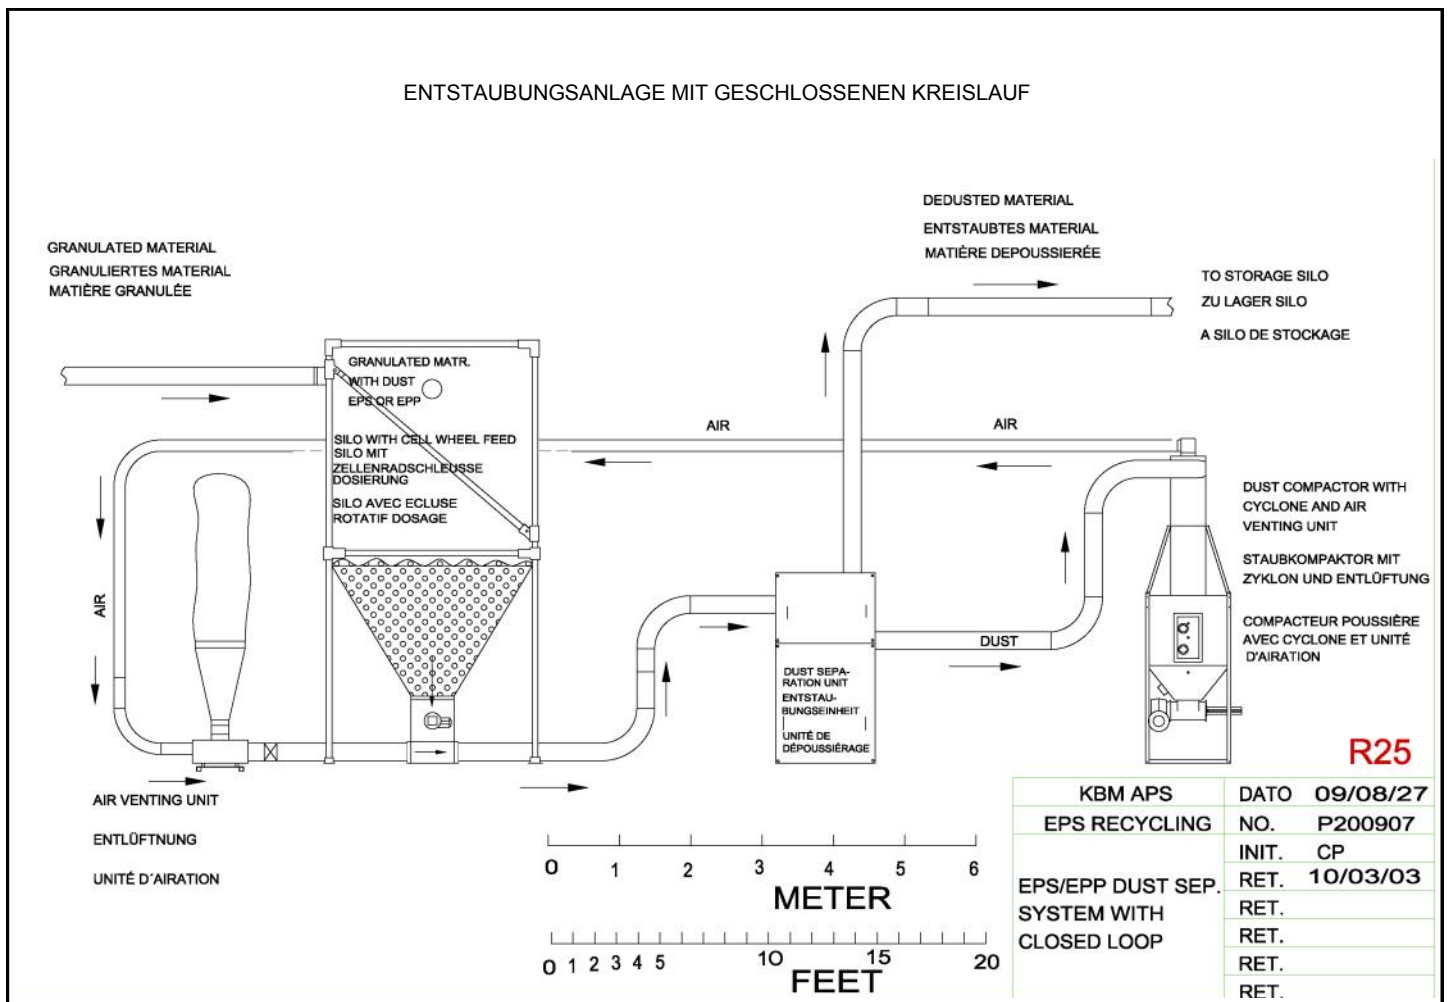 ENTSTAUBUNGSANLAGE MIT GESCHLOSSENEN KREISLAUF
GRANULATED MATERIAL
GRANULIERTES MATERIAL
MATIÈRE GRANULÉE
DEDUSTED MATERIAL
ENTSTAUBTES MATERIAL
MATIÈRE DEPOUSSIERÉE
TO STORAGE SILO
ZU LAGER SILO
A SILO DE STOCKAGE
GRANULATED MATR.
WITH DUST
EPS OR EPP
SILO WITH CELL WHEEL FEED
SILO MIT
ZELLENRADSCHLEUSSE
DOSIERUNG
SILO AVEC ECLUSE
ROTATIF DOSAGE
AIR
AIR
AIR
DUST
DUST COMPACTOR WITH
CYCLONE AND AIR
VENTING UNIT
STAUBKOMPAKTOR MIT
ZYKLON UND ENTLÜFTUNG
COMPACTEUR POUSSIÈRE
AVEC CYCLONE ET UNITÉ
D'AIRATION
DUST SEPA-
RATION UNIT
ENTSTAU-
BUNGSEINHEIT
UNITÉ DE
DÉPOUSSIÉRAGE
AIR VENTING UNIT
ENTLÜFTNUNG
UNITÉ D´AIRATION
0 1 2 3 4 5 6
METER
0 1 2 3 4 5 10 15 20
FEET
R25
KBM APS DATO 09/08/27
EPS RECYCLING NO. P200907
INIT. CP
RET. 10/03/03
EPS/EPP DUST SEP.
SYSTEM WITH
CLOSED LOOP
RET.
RET.
RET.
RET.